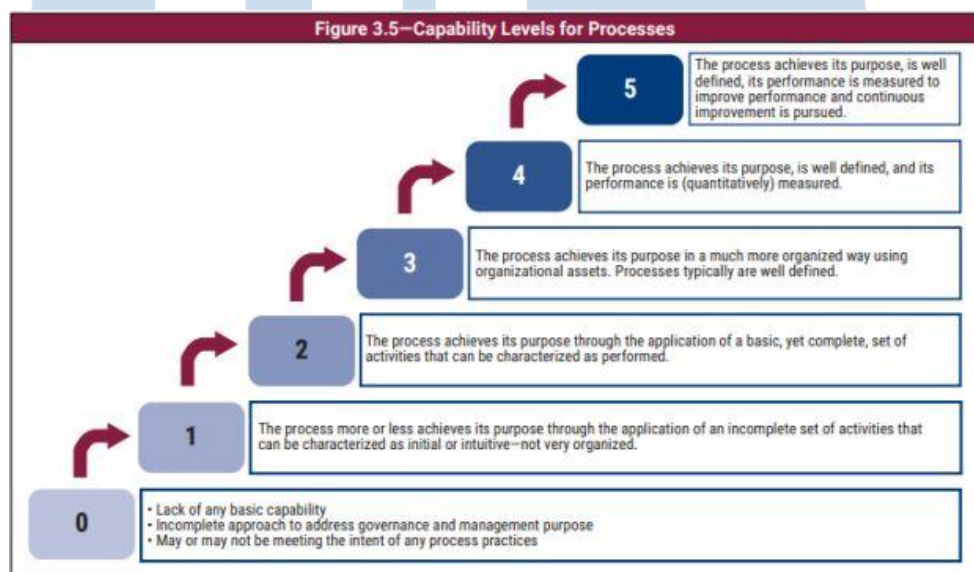 Figure 3.5—Capability Levels for Processes
5
The process achieves its purpose, is well
defined, its performance is measured to
improve performance and continuous
improvement is pursued.
4
The process achieves its purpose, is well defined, and its
performance is (quantitatively) measured.
3
The process achieves its purpose in a much more organized way using
organizational assets. Processes typically are well defined.
2
The process achieves its purpose through the application of a basic, yet complete, set of
activities that can be characterized as performed.
1
The process more or less achieves its purpose through the application of an incomplete set of activities that
can be characterized as initial or intuitive—not very organized.
0
• Lack of any basic capability
• Incomplete approach to address governance and management purpose
• May or may not be meeting the intent of any process practices